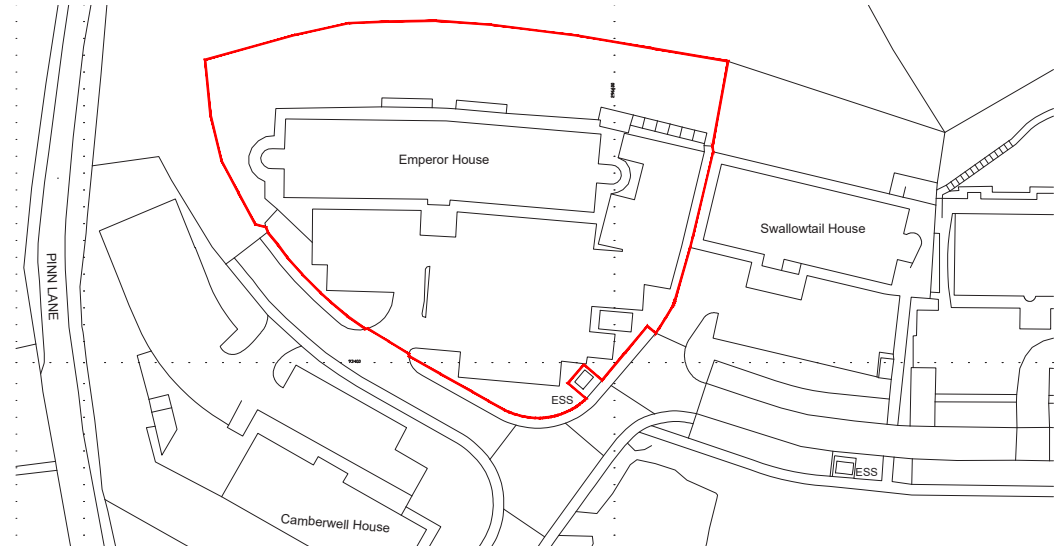 Emperor House
Swallowtail House
PINN LANE
ESS
ESS
Camberwell House